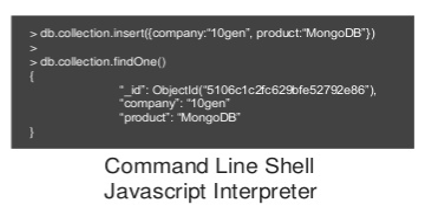 > db.collection.insert({company:"10gen", product:"MongoDB"})
>
> db.collection.findOne()
{
"_id": ObjectId("5106c1c2fc629bfe52792e86"),
"company": "10gen"
"product": "MongoDB"
}
Command Line Shell
Javascript Interpreter